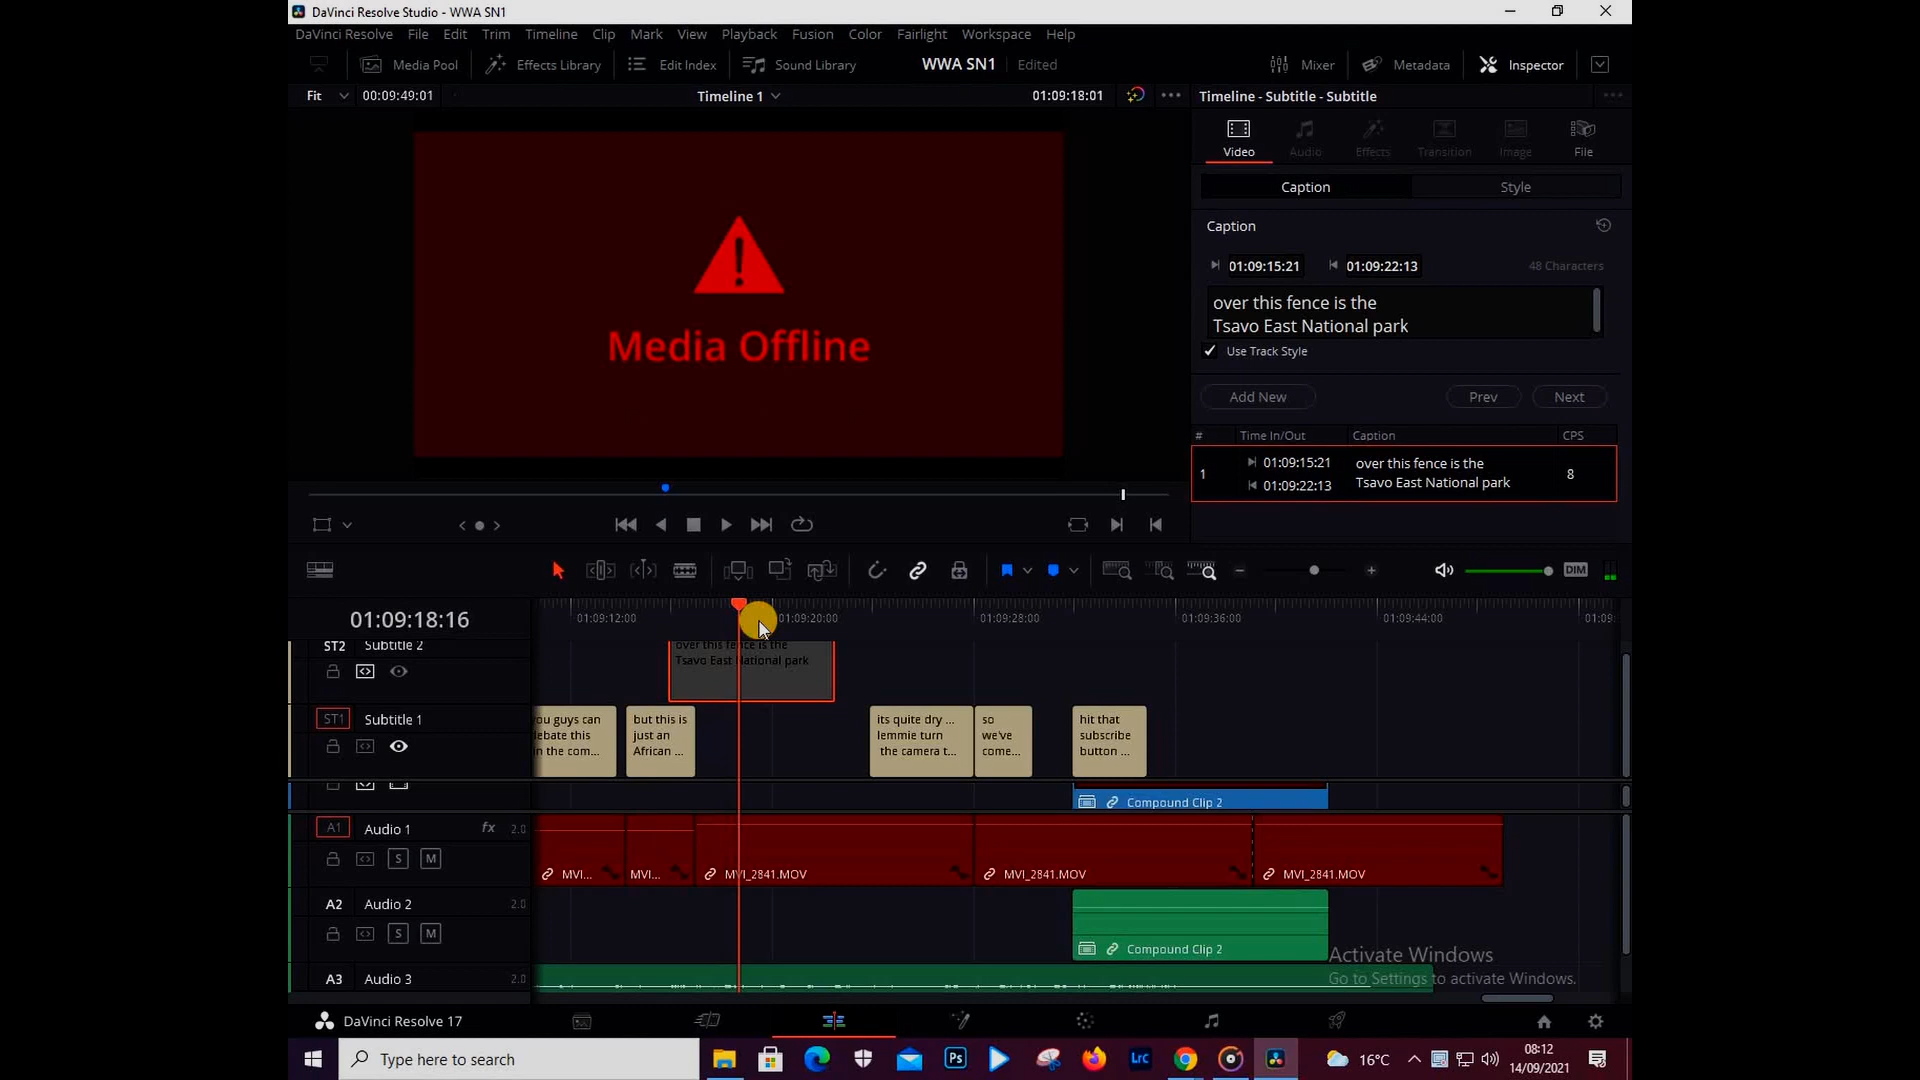 DaVinci Resolve Studio - WWA SN1
DaVinci Resolve File Edit Trim Timeline Clip Mark View Playback Fusion Color Fairlight Workspace Help
Media Pool Effects Library Edit Index Sound Library WWA SN1 Edited Mixer Metadata Inspector
Fit 00:09:49:01 Timeline 1 01:09:18:01 Timeline - Subtitle - Subtitle
Video Audio Effects Transition Image File
Caption Style
Caption
01:09:15:21 01:09:22:13 48 Characters
over this fence is the
Tsavo East National park
Use Track Style
Media Offline
Add New Prev Next
# Time In/Out Caption CPS
1 01:09:15:21 over this fence is the 8
01:09:22:13 Tsavo East National park
DIM
01:09:18:16 01:09:12:00 01:09:20:00 01:09:28:00 01:09:36:00 01:09:44:00 01:09:
ST2 Subtitle 2
over this fence is the
Tsavo East National park
ST1 Subtitle 1
you guys can
debate this
in the com...
but this is
just an
African ...
its quite dry ...
lemmie turn
the camera t...
so
we've
come...
hit that
subscribe
button ...
Compound Clip 2
A1 Audio 1 fx 2.0
S M
MVI... MVI... MVI_2841.MOV MVI_2841.MOV MVI_2841.MOV
A2 Audio 2 2.0
S M
Compound Clip 2
A3 Audio 3 2.0
Activate Windows
Go to Settings to activate Windows.
DaVinci Resolve 17
Type here to search
Ps
Lrc
16°C
08:12
14/09/2021